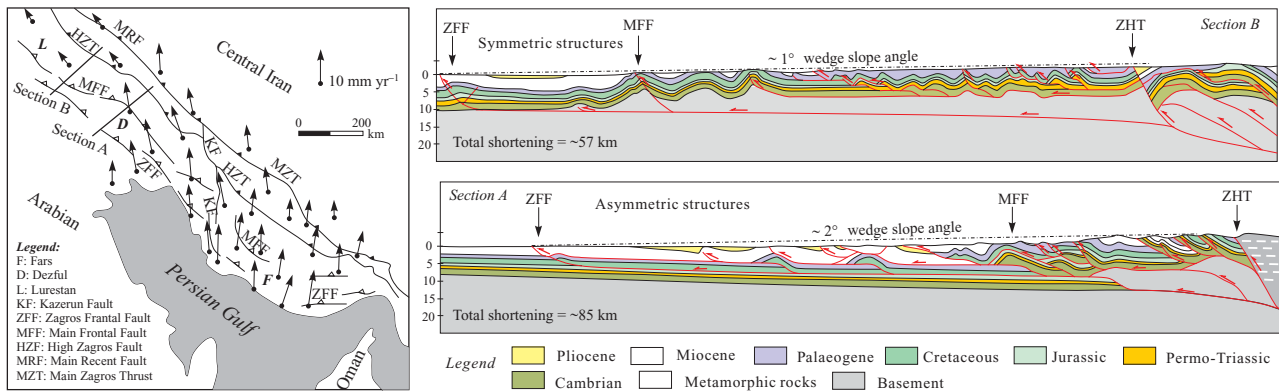 L
HZT
MRF
Central Iran
10 mm yr⁻¹
MFF
Section B
D
Section A
KF
0 200
km
ZFF
HZT
MZT
Arabian
KF
MFF
F
ZFF
Persian Gulf
Oman
Legend:
F: Fars
D: Dezful
L: Lurestan
KF: Kazerun Fault
ZFF: Zagros Frantal Fault
MFF: Main Frontal Fault
HZF: High Zagros Fault
MRF: Main Recent Fault
MZT: Main Zagros Thrust
ZFF MFF ZHT Section B
Symmetric structures
~ 1° wedge slope angle
0
5
10
15
20
Total shortening = ~57 km
Section A ZFF Asymmetric structures MFF ZHT
~ 2° wedge slope angle
0
5
10
15
20
Total shortening = ~85 km
Legend Pliocene Miocene Palaeogene Cretaceous Jurassic Permo-Triassic
Cambrian Metamorphic rocks Basement